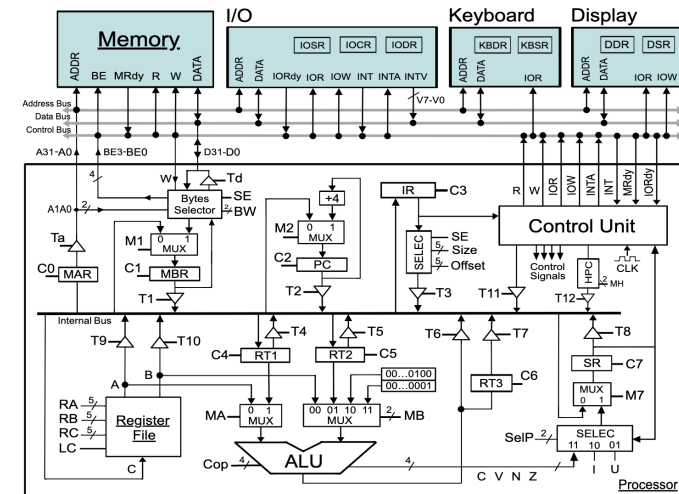 I/O
Keyboard
Display
Memory
IOSR
IOCR
IODR
KBDR
KBSR
DDR
DSR
ADDR
BE
MRdy
R
W
DATA
ADDR
DATA
IORdy
IOR
IOW
INT
INTA
INTV
ADDR
DATA
IOR
ADDR
DATA
IOR
IOW
V7-V0
Address Bus
Data Bus
Control Bus
A31-A0
BE3-BE0
D31-D0
4
W
Td
R
W
IOR
IOW
INTA
INT
MRdy
IORdy
A1A0
2
Bytes
Selector
SE
2
BW
+4
IR
C3
Ta
M1
0 1
MUX
M2
0 1
MUX
SELEC
SE
5
Size
5
Offset
Control Unit
C0
MAR
C1
MBR
C2
PC
Control
Signals
HPC
2
MH
CLK
T1
T2
T3
T11
T12
Internal Bus
T9
T10
T4
T5
T6
T7
T8
C4
RT1
RT2
C5
A
B
RT3
C6
SR
C7
00...0100
00...0001
RA
5
RB
5
RC
5
LC
Register
File
C
MA
0 1
MUX
00 01 10 11
MUX
2
MB
MUX
0 1
M7
Cop
4
ALU
4
C V N Z
SelP
2
SELEC
11 10 01
I U
Processor